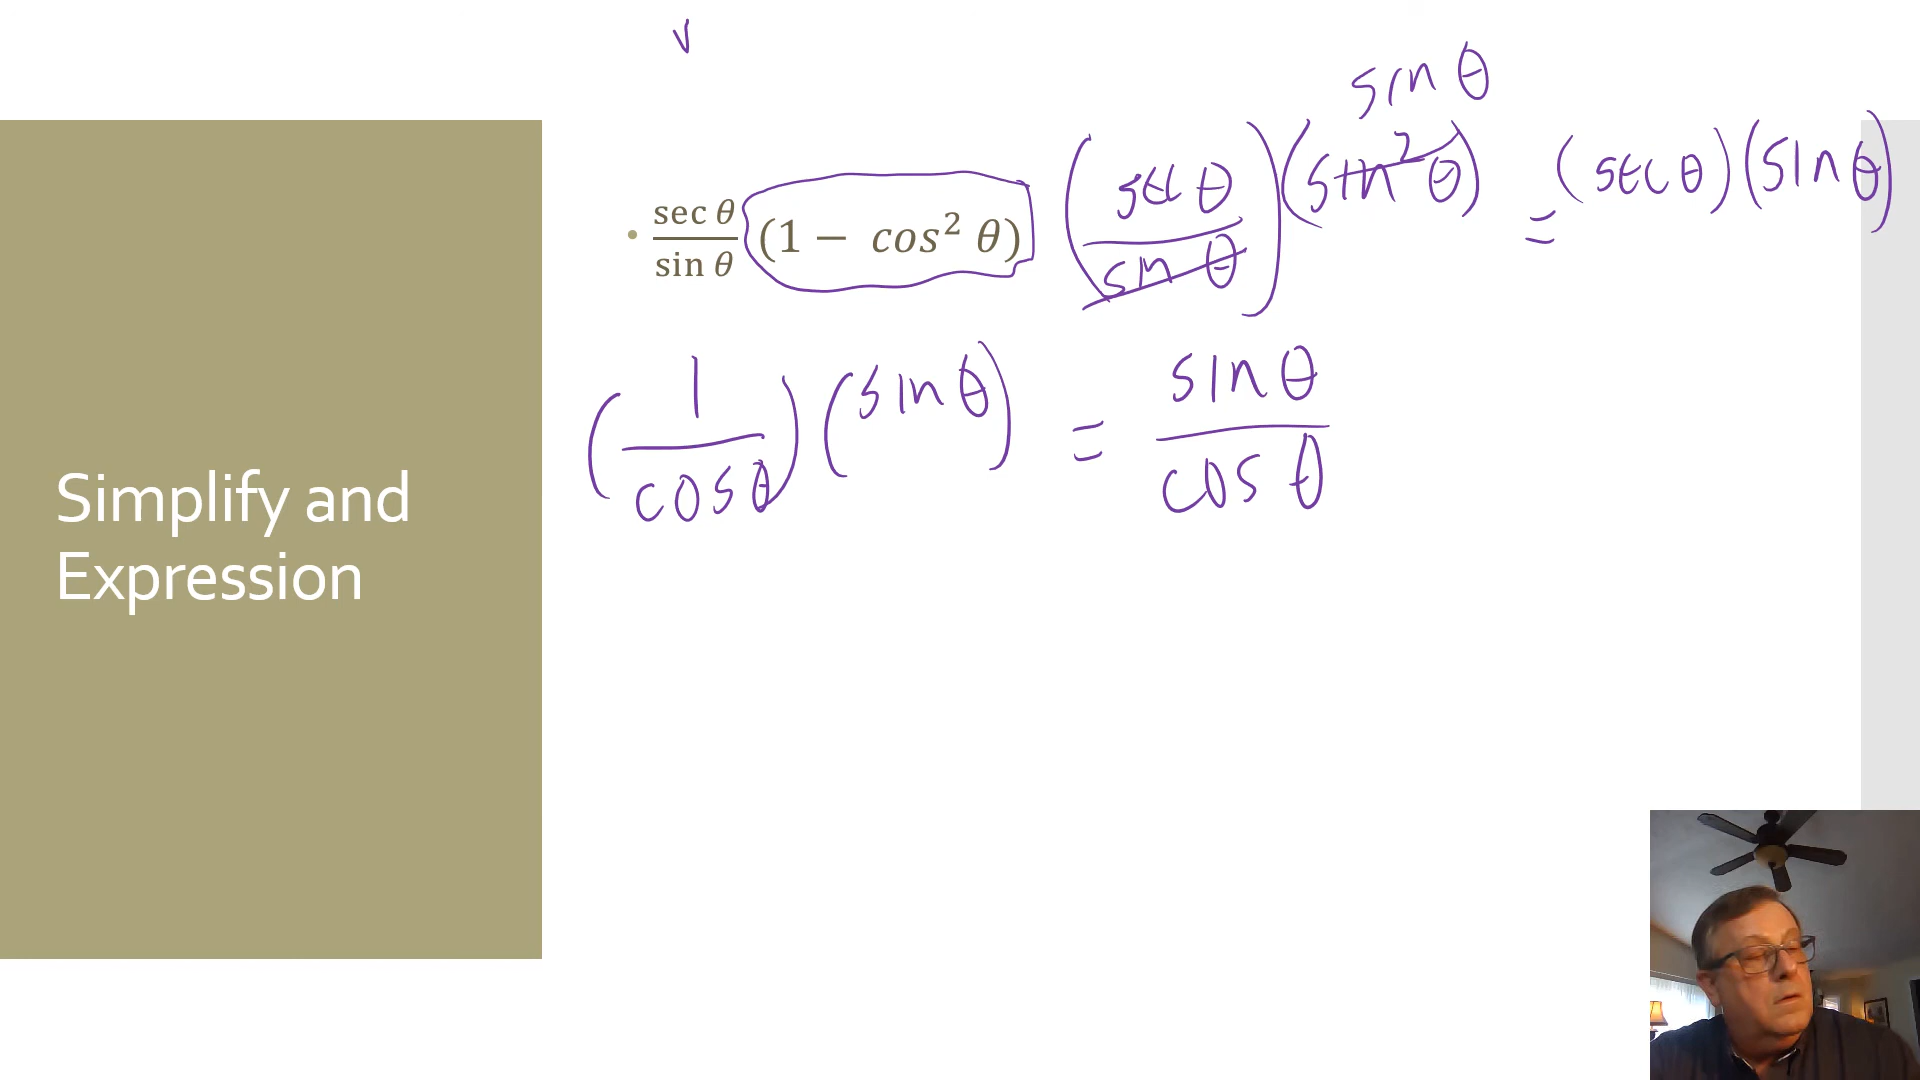 Simplify and
Expression
v
• sec θ / sin θ (1 − cos² θ) (sec θ / sin θ)(sin² θ) sin θ = (sec θ)(sin θ)
(1 / cos θ)(sin θ) = sin θ / cos θ